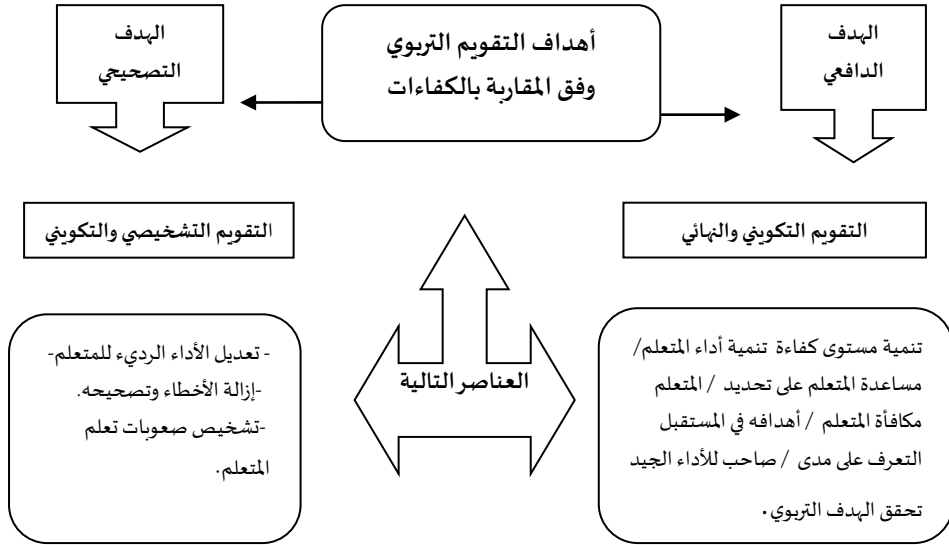 أهداف التقويم التربوي
وفق المقاربة بالكفاءات
الهدف
الدافعي
الهدف
التصحيحي
التقويم التكويني والنهائي
التقويم التشخيصي والتكويني
تنمية مستوى كفاءة تنمية أداء المتعلم/
مساعدة المتعلم على تحديد / المتعلم
مكافأة المتعلم / أهدافه في المستقبل
التعرف على مدى / صاحب للأداء الجيد
تحقق الهدف التربوي.
العناصر التالية
- تعديل الأداء الرديء للمتعلم-
-إزالة الأخطاء وتصحيحه.
-تشخيص صعوبات تعلم
المتعلم.